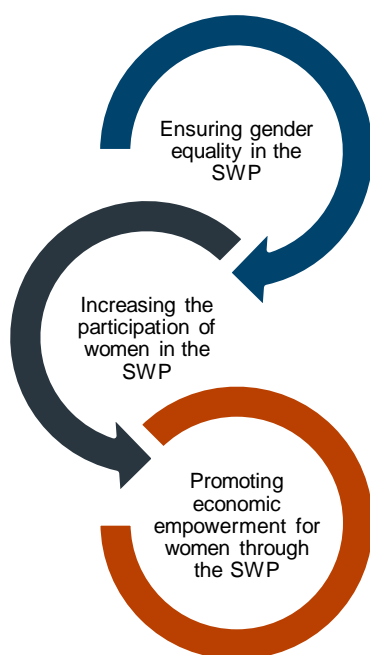 Ensuring gender
equality in the
SWP
Increasing the
participation of
women in the
SWP
Promoting
economic
empowerment for
women through
the SWP